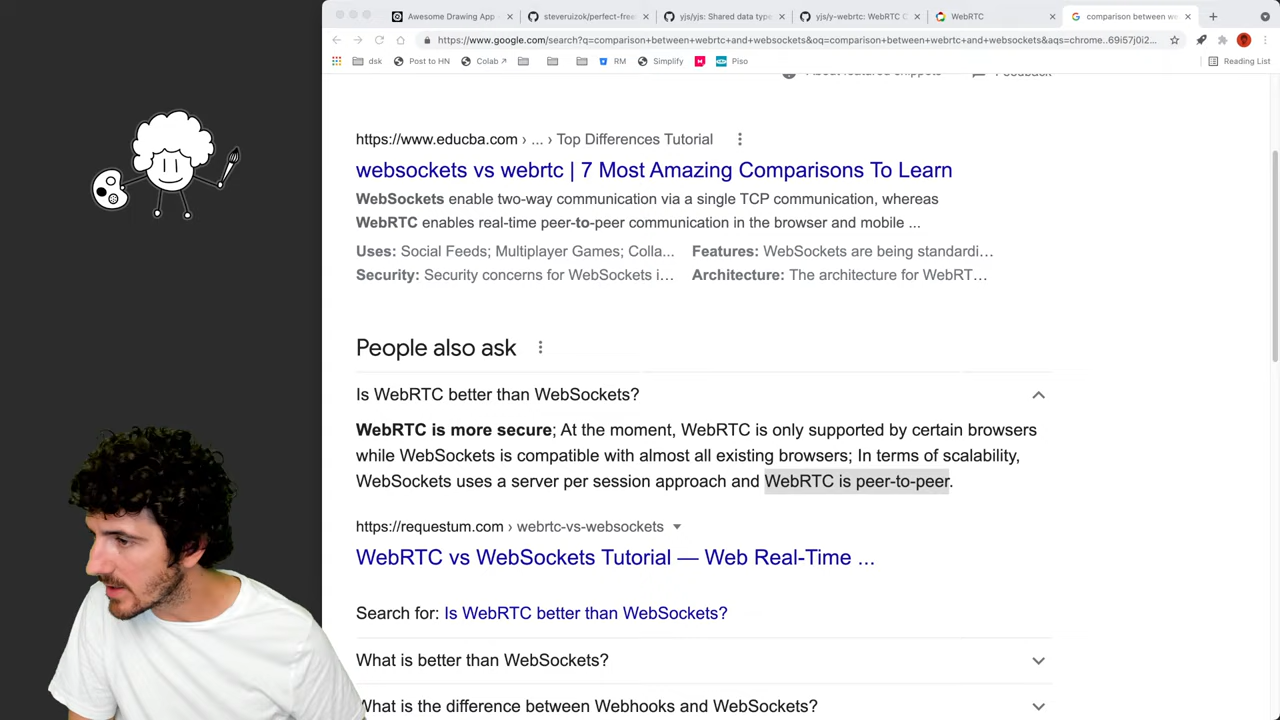 Awesome Drawing App
steveruizok/perfect-free
yjs/yjs: Shared data type
yjs/y-webrtc: WebRTC C
WebRTC
comparison between we
https://www.google.com/search?q=comparison+between+webrtc+and+websockets&oq=comparison+between+webrtc+and+websockets&aqs=chrome..69i57j0i2...
dsk
Post to HN
Colab
RM
Simplify
Piso
Reading List
About featured snippets
Feedback
https://www.educba.com › ... › Top Differences Tutorial
websockets vs webrtc | 7 Most Amazing Comparisons To Learn
WebSockets enable two-way communication via a single TCP communication, whereas
WebRTC enables real-time peer-to-peer communication in the browser and mobile ...
Uses: Social Feeds; Multiplayer Games; Colla...
Features: WebSockets are being standardi...
Security: Security concerns for WebSockets i...
Architecture: The architecture for WebRT...
People also ask
Is WebRTC better than WebSockets?
WebRTC is more secure; At the moment, WebRTC is only supported by certain browsers
while WebSockets is compatible with almost all existing browsers; In terms of scalability,
WebSockets uses a server per session approach and WebRTC is peer-to-peer.
https://requestum.com › webrtc-vs-websockets
WebRTC vs WebSockets Tutorial — Web Real-Time ...
Search for: Is WebRTC better than WebSockets?
What is better than WebSockets?
What is the difference between Webhooks and WebSockets?